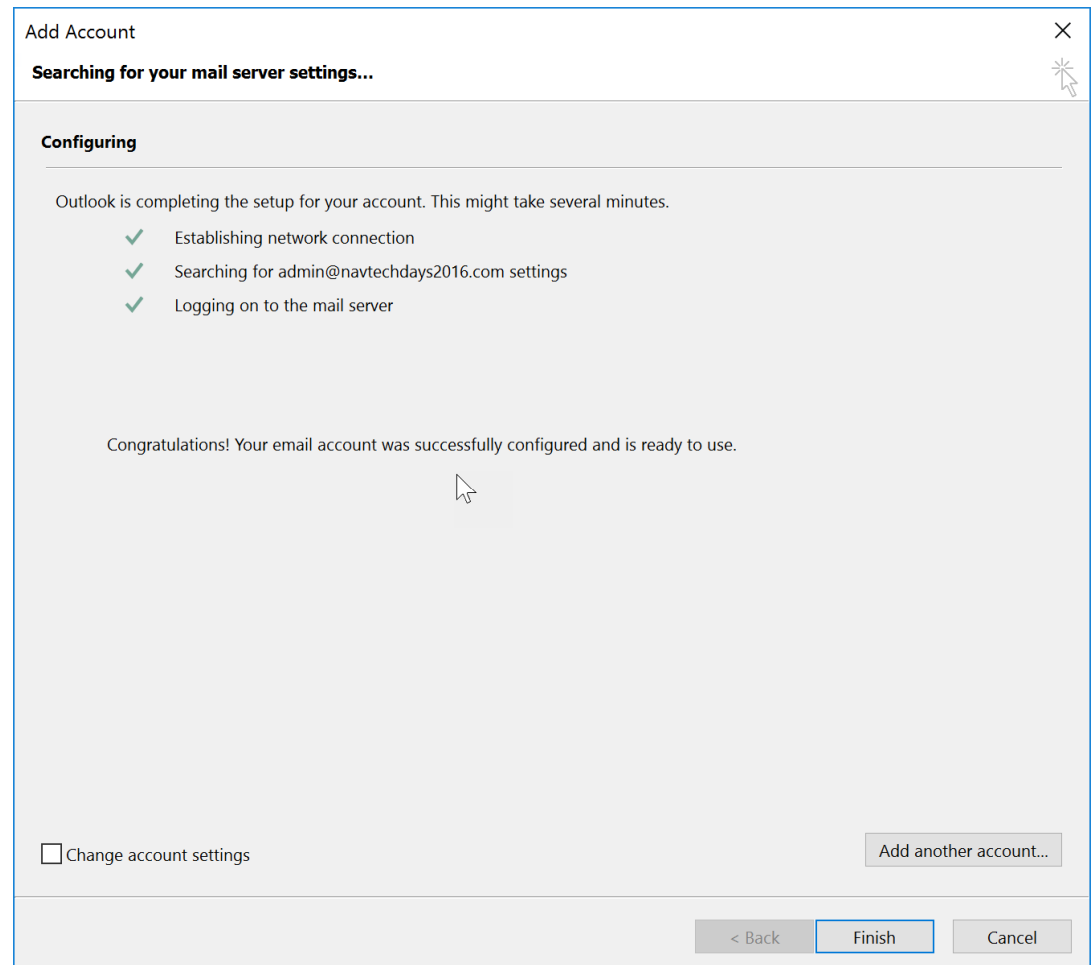 Add Account
Searching for your mail server settings...
Configuring
Outlook is completing the setup for your account. This might take several minutes.
Establishing network connection
Searching for admin@navtechdays2016.com settings
Logging on to the mail server
Congratulations! Your email account was successfully configured and is ready to use.
Change account settings
Add another account...
< Back
Finish
Cancel